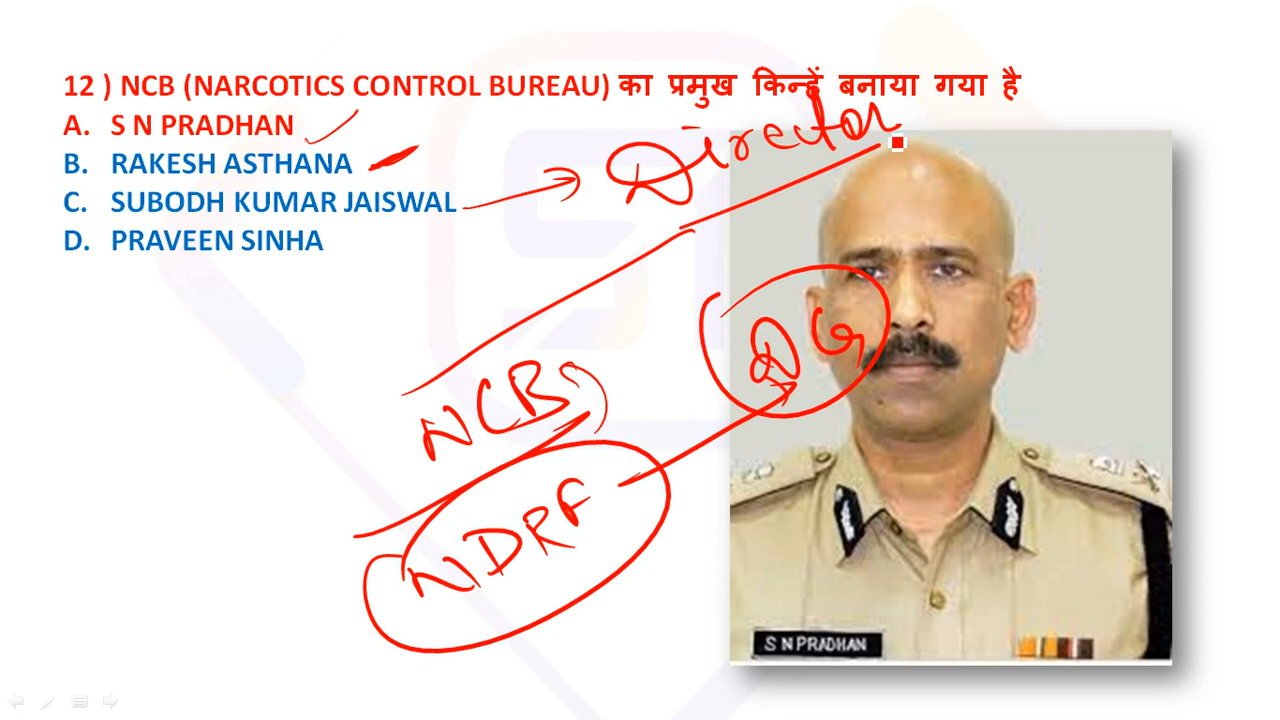 12 ) NCB (NARCOTICS CONTROL BUREAU) का प्रमुख किन्हें बनाया गया है
A. S N PRADHAN
B. RAKESH ASTHANA
C. SUBODH KUMAR JAISWAL
D. PRAVEEN SINHA
Director
DG
NCB
NDRF
S N PRADHAN